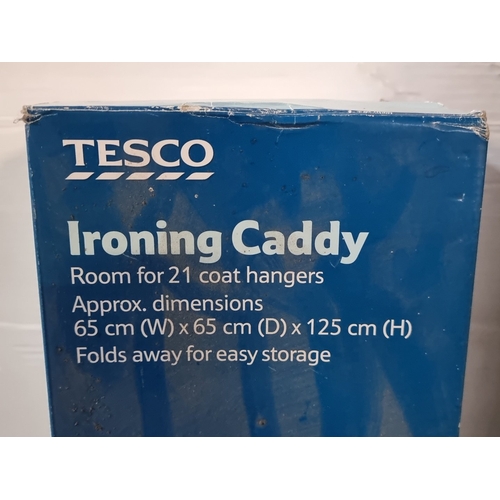 TESCO
Ironing Caddy
Room for 21 coat hangers
Approx. dimensions
65 cm (W) x 65 cm (D) x 125 cm (H)
Folds away for easy storage